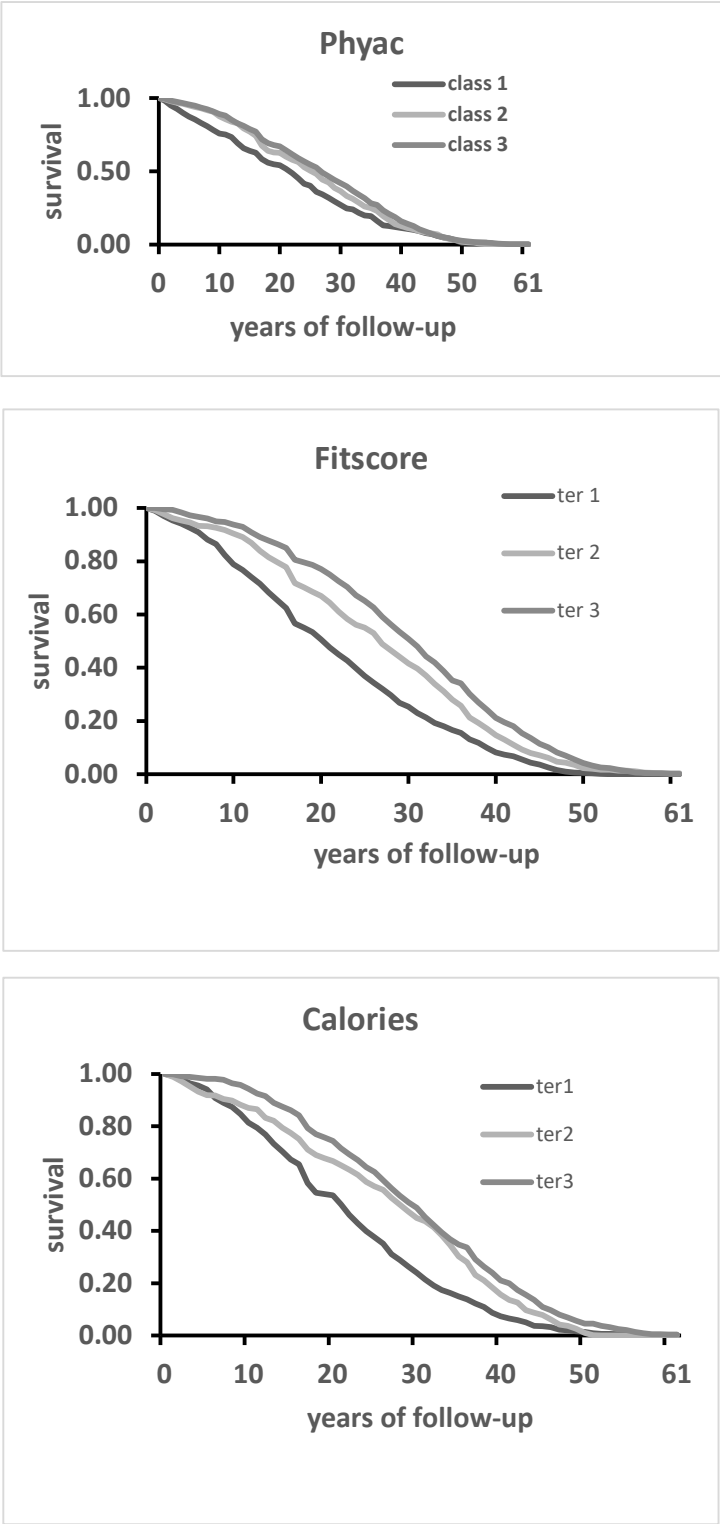 Phyac
class 1
class 2
class 3
1.00
0.50
0.00
survival
0 10 20 30 40 50 61
years of follow-up
Fitscore
ter 1
ter 2
ter 3
1.00
0.80
0.60
0.40
0.20
0.00
survival
0 10 20 30 40 50 61
years of follow-up
Calories
ter1
ter2
ter3
1.00
0.80
0.60
0.40
0.20
0.00
survival
0 10 20 30 40 50 61
years of follow-up